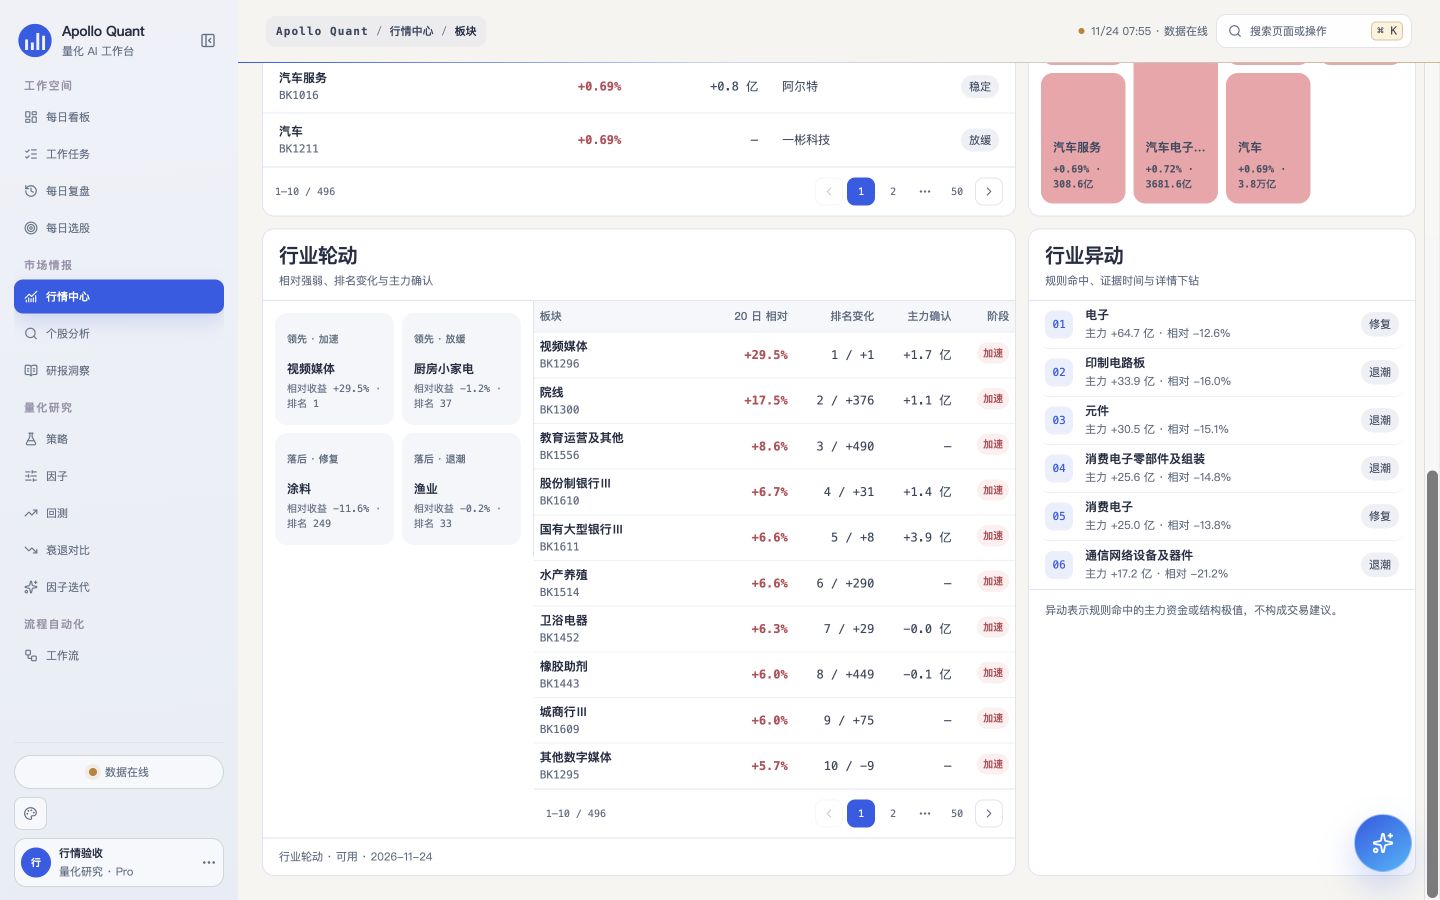 Apollo Quant
量化 AI 工作台
工作空间
每日看板
工作任务
每日复盘
每日选股
市场情报
行情中心
个股分析
研报洞察
量化研究
策略
因子
回测
衰退对比
因子迭代
流程自动化
工作流
数据在线
行
行情验收
量化研究 · Pro
Apollo Quant / 行情中心 / 板块
11/24 07:55 · 数据在线
搜索页面或操作
⌘ K
汽车服务
BK1016
+0.69%
+0.8 亿
阿尔特
稳定
汽车
BK1211
+0.69%
—
一彬科技
放缓
1–10 / 496
1
2
···
50
汽车服务
+0.69% ·
308.6亿
汽车电子...
+0.72% ·
3681.6亿
汽车
+0.69% ·
3.8万亿
行业轮动
相对强弱、排名变化与主力确认
领先 · 加速
视频媒体
相对收益 +29.5% ·
排名 1
领先 · 放缓
厨房小家电
相对收益 −1.2% ·
排名 37
落后 · 修复
涂料
相对收益 −11.6% ·
排名 249
落后 · 退潮
渔业
相对收益 −0.2% ·
排名 33
板块 20 日 相对 排名变化 主力确认 阶段
视频媒体
BK1296
+29.5% 1 / +1 +1.7 亿 加速
院线
BK1300
+17.5% 2 / +376 +1.1 亿 加速
教育运营及其他
BK1556
+8.6% 3 / +490 — 加速
股份制银行Ⅲ
BK1610
+6.7% 4 / +31 +1.4 亿 加速
国有大型银行Ⅲ
BK1611
+6.6% 5 / +8 +3.9 亿 加速
水产养殖
BK1514
+6.6% 6 / +290 — 加速
卫浴电器
BK1452
+6.3% 7 / +29 −0.0 亿 加速
橡胶助剂
BK1443
+6.0% 8 / +449 −0.1 亿 加速
城商行Ⅲ
BK1609
+6.0% 9 / +75 — 加速
其他数字媒体
BK1295
+5.7% 10 / −9 — 加速
1–10 / 496
1
2
···
50
行业轮动 · 可用 · 2026–11–24
行业异动
规则命中、证据时间与详情下钻
01
电子
主力 +64.7 亿 · 相对 −12.6%
修复
02
印制电路板
主力 +33.9 亿 · 相对 −16.0%
退潮
03
元件
主力 +30.5 亿 · 相对 −15.1%
退潮
04
消费电子零部件及组装
主力 +25.6 亿 · 相对 −14.8%
退潮
05
消费电子
主力 +25.0 亿 · 相对 −13.8%
修复
06
通信网络设备及器件
主力 +17.2 亿 · 相对 −21.2%
退潮
异动表示规则命中的主力资金或结构极值，不构成交易建议。